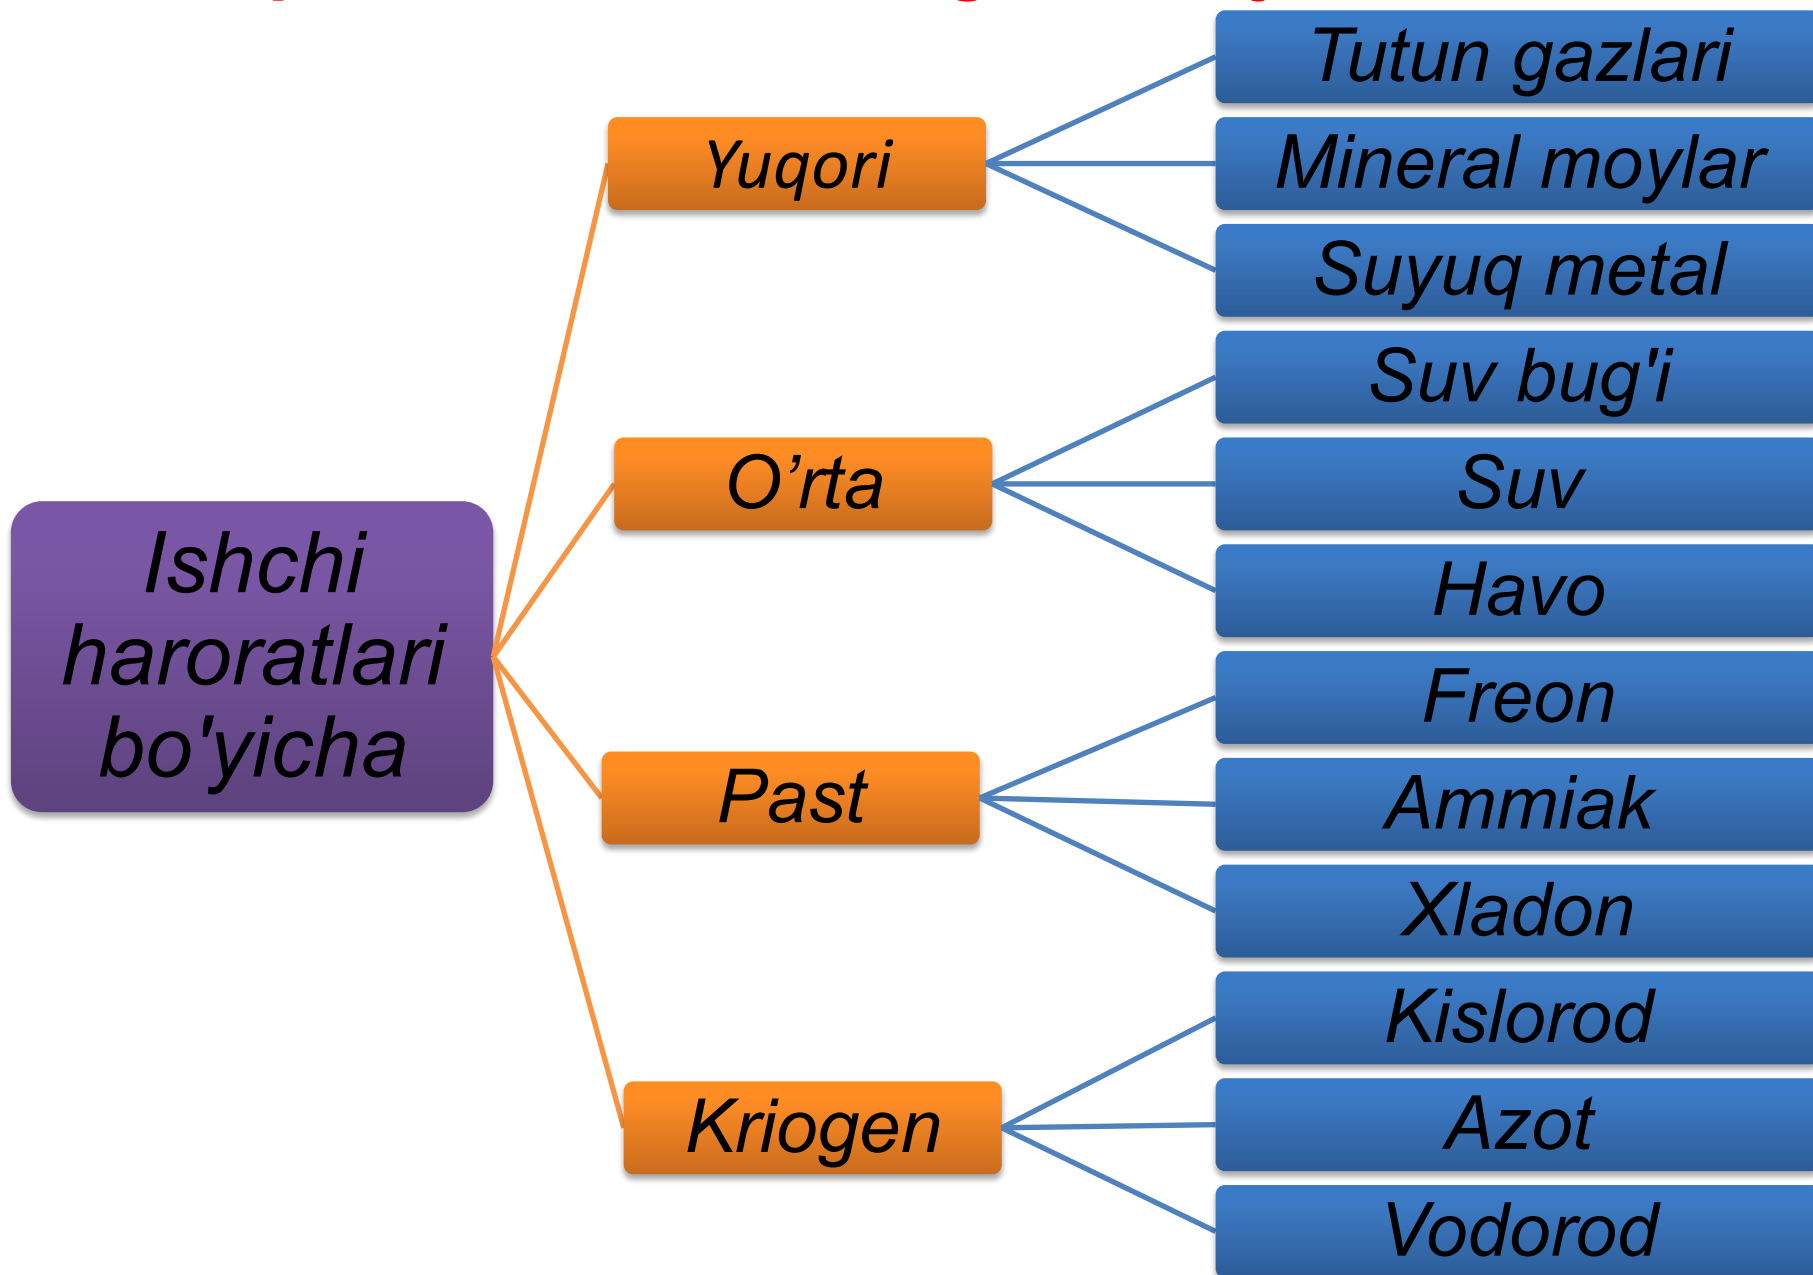 Ishchi
haroratlari
bo'yicha
Yuqori
Tutun gazlari
Mineral moylar
Suyuq metal
O’rta
Suv bug'i
Suv
Havo
Past
Freon
Ammiak
Xladon
Kriogen
Kislorod
Azot
Vodorod